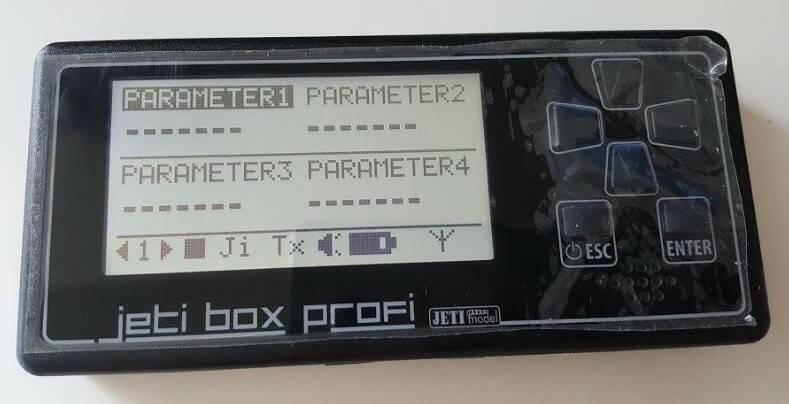 PARAMETER1 PARAMETER2
------- -------
PARAMETER3 PARAMETER4
------- -------
1 Ji Tx
ESC ENTER
jeti box profi JETI model